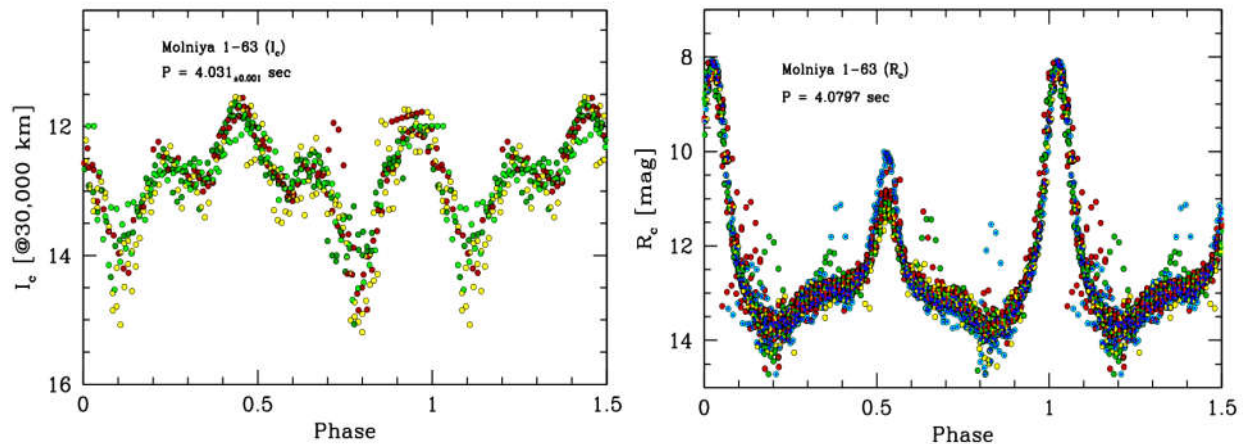 Molniya 1-63 (I_c)
P = 4.031±0.001 sec
I_c [@30,000 km]
12
14
16
0
0.5
1
1.5
Phase
Molniya 1-63 (R_c)
P = 4.0797 sec
R_c [mag]
8
10
12
14
0
0.5
1
1.5
Phase